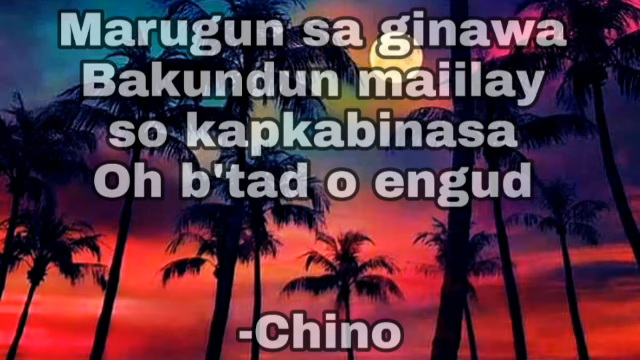 Marugun sa ginawa
Bakundun maiilay
so kapkabinasa
Oh b'tad o engud
-Chino